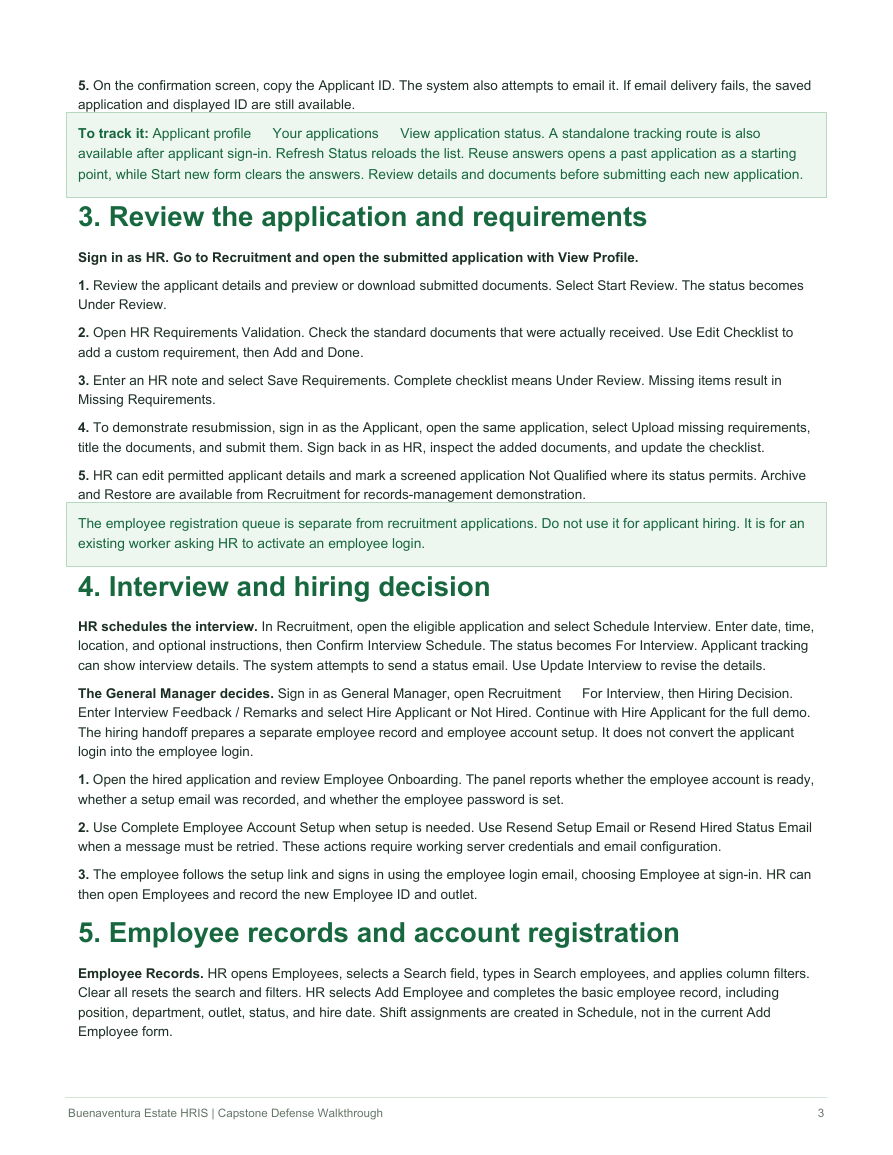 5. On the confirmation screen, copy the Applicant ID. The system also attempts to email it. If email delivery fails, the saved
application and displayed ID are still available.
To track it: Applicant profile Your applications View application status. A standalone tracking route is also
available after applicant sign-in. Refresh Status reloads the list. Reuse answers opens a past application as a starting
point, while Start new form clears the answers. Review details and documents before submitting each new application.
3. Review the application and requirements
Sign in as HR. Go to Recruitment and open the submitted application with View Profile.
1. Review the applicant details and preview or download submitted documents. Select Start Review. The status becomes
Under Review.
2. Open HR Requirements Validation. Check the standard documents that were actually received. Use Edit Checklist to
add a custom requirement, then Add and Done.
3. Enter an HR note and select Save Requirements. Complete checklist means Under Review. Missing items result in
Missing Requirements.
4. To demonstrate resubmission, sign in as the Applicant, open the same application, select Upload missing requirements,
title the documents, and submit them. Sign back in as HR, inspect the added documents, and update the checklist.
5. HR can edit permitted applicant details and mark a screened application Not Qualified where its status permits. Archive
and Restore are available from Recruitment for records-management demonstration.
The employee registration queue is separate from recruitment applications. Do not use it for applicant hiring. It is for an
existing worker asking HR to activate an employee login.
4. Interview and hiring decision
HR schedules the interview. In Recruitment, open the eligible application and select Schedule Interview. Enter date, time,
location, and optional instructions, then Confirm Interview Schedule. The status becomes For Interview. Applicant tracking
can show interview details. The system attempts to send a status email. Use Update Interview to revise the details.
The General Manager decides. Sign in as General Manager, open Recruitment For Interview, then Hiring Decision.
Enter Interview Feedback / Remarks and select Hire Applicant or Not Hired. Continue with Hire Applicant for the full demo.
The hiring handoff prepares a separate employee record and employee account setup. It does not convert the applicant
login into the employee login.
1. Open the hired application and review Employee Onboarding. The panel reports whether the employee account is ready,
whether a setup email was recorded, and whether the employee password is set.
2. Use Complete Employee Account Setup when setup is needed. Use Resend Setup Email or Resend Hired Status Email
when a message must be retried. These actions require working server credentials and email configuration.
3. The employee follows the setup link and signs in using the employee login email, choosing Employee at sign-in. HR can
then open Employees and record the new Employee ID and outlet.
5. Employee records and account registration
Employee Records. HR opens Employees, selects a Search field, types in Search employees, and applies column filters.
Clear all resets the search and filters. HR selects Add Employee and completes the basic employee record, including
position, department, outlet, status, and hire date. Shift assignments are created in Schedule, not in the current Add
Employee form.
Buenaventura Estate HRIS | Capstone Defense Walkthrough 3